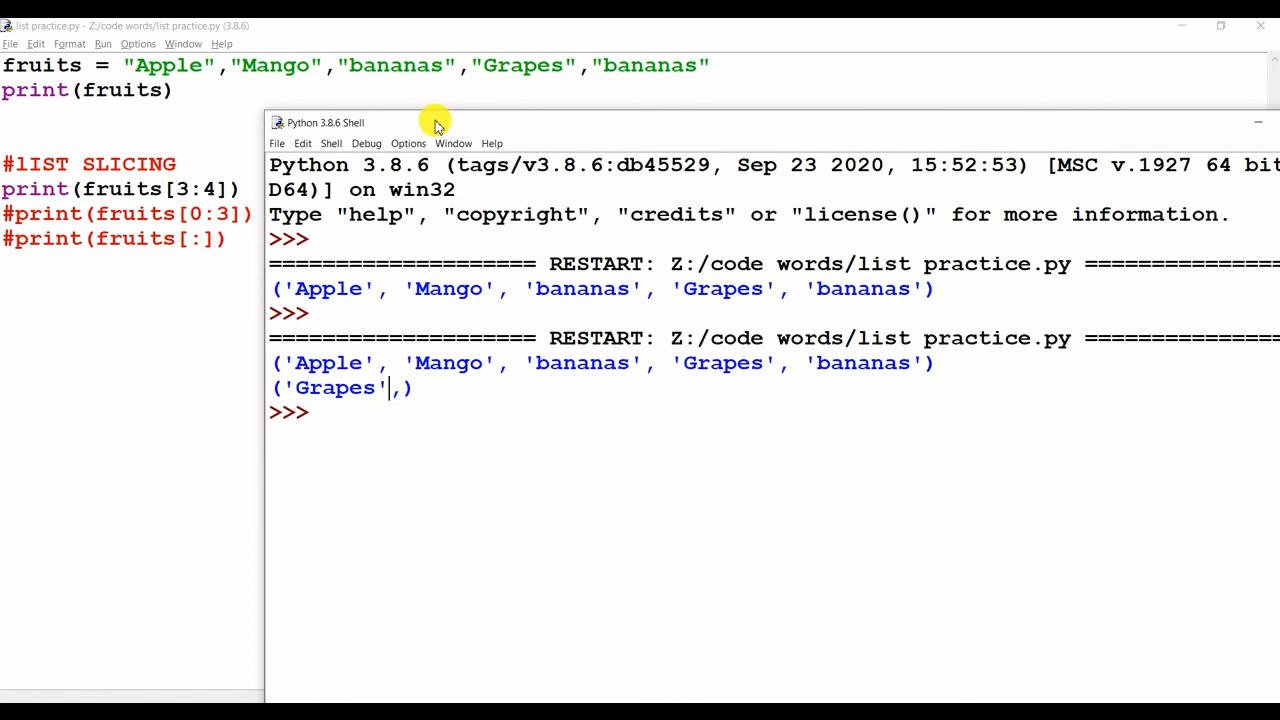 list practice.py - Z:/code words/list practice.py (3.8.6)
File Edit Format Run Options Window Help
fruits = "Apple","Mango","bananas","Grapes","bananas"
print(fruits)
#lIST SLICING
print(fruits[3:4])
#print(fruits[0:3])
#print(fruits[:])
Python 3.8.6 Shell
File Edit Shell Debug Options Window Help
Python 3.8.6 (tags/v3.8.6:db45529, Sep 23 2020, 15:52:53) [MSC v.1927 64 bit
D64)] on win32
Type "help", "copyright", "credits" or "license()" for more information.
>>>
==================== RESTART: Z:/code words/list practice.py ===============
('Apple', 'Mango', 'bananas', 'Grapes', 'bananas')
>>>
==================== RESTART: Z:/code words/list practice.py ===============
('Apple', 'Mango', 'bananas', 'Grapes', 'bananas')
('Grapes',)
>>>